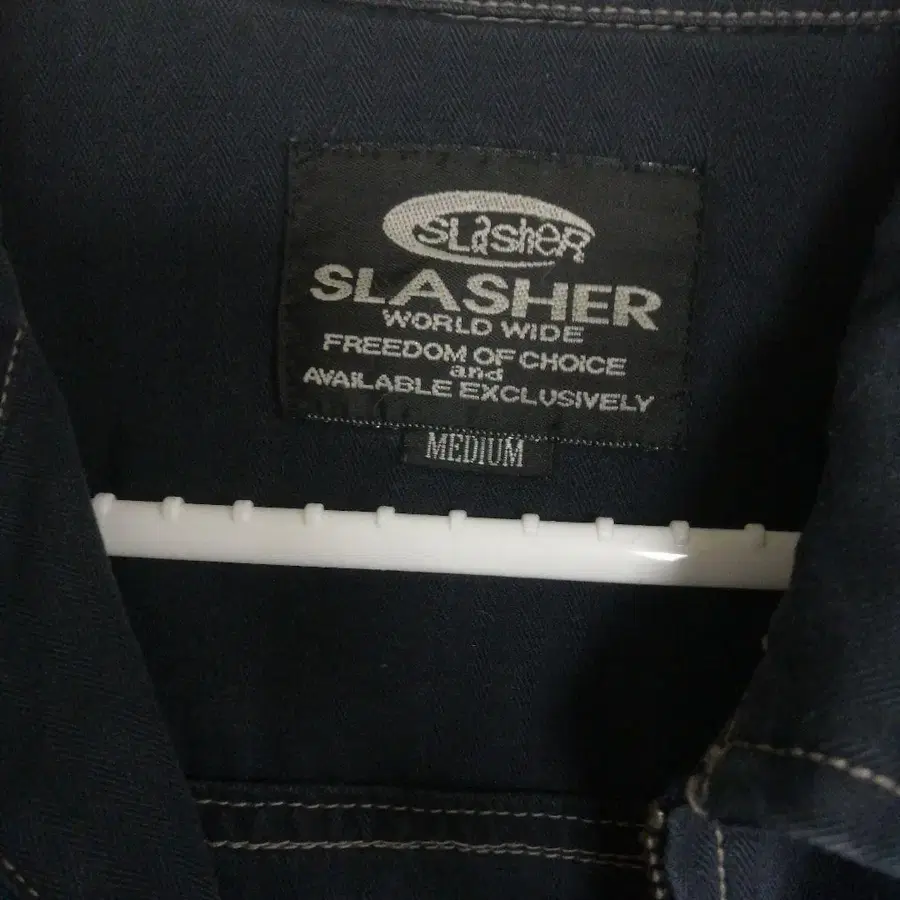 SLasheR
SLASHER
WORLD WIDE
FREEDOM OF CHOICE
and
AVAILABLE EXCLUSIVELY
MEDIUM